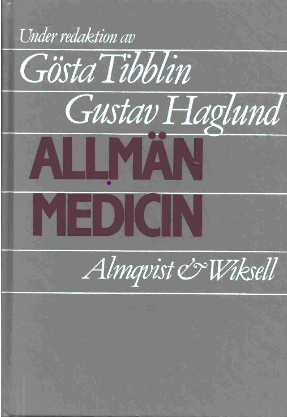 Under redaktion av
Gösta Tibblin
Gustav Haglund
ALLMÄN
MEDICIN
Almqvist & Wiksell